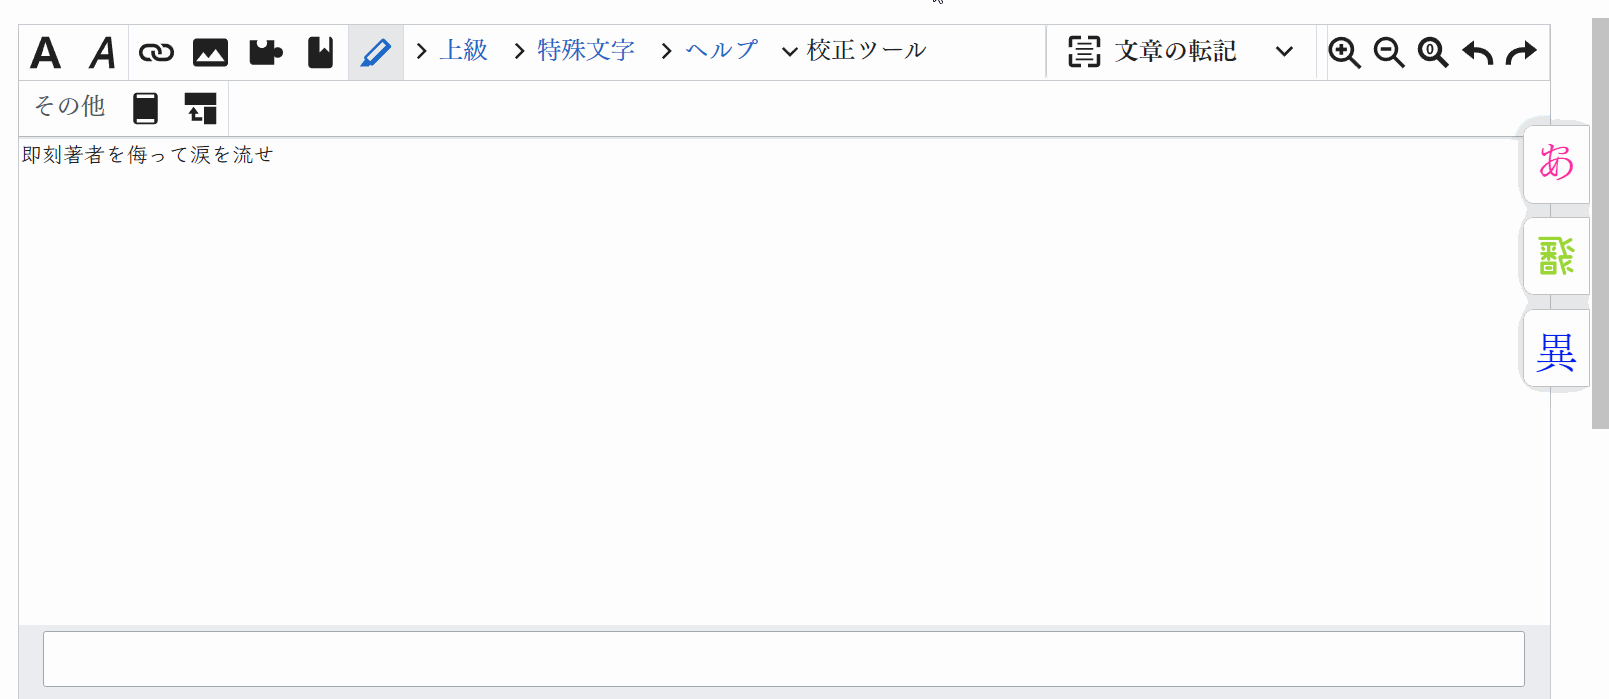 A A 上級 特殊文字 ヘルプ 校正ツール 文章の転記
その他
即刻著者を侮って涙を流せ
あ
異